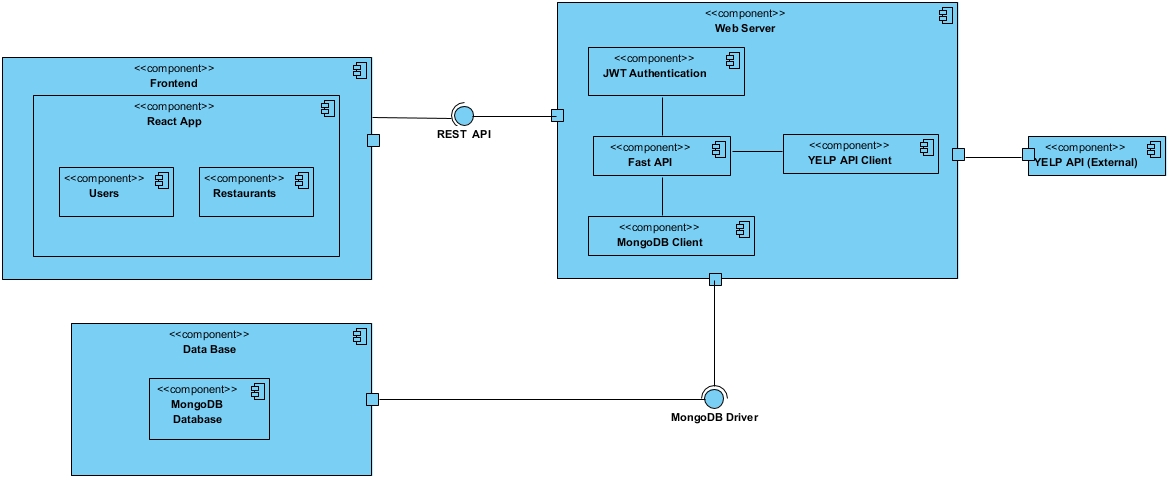 <<component>>
Frontend
<<component>>
React App
<<component>>
Users
<<component>>
Restaurants
REST API
<<component>>
Web Server
<<component>>
JWT Authentication
<<component>>
Fast API
<<component>>
YELP API Client
<<component>>
MongoDB Client
<<component>>
YELP API (External)
<<component>>
Data Base
<<component>>
MongoDB
Database
MongoDB Driver